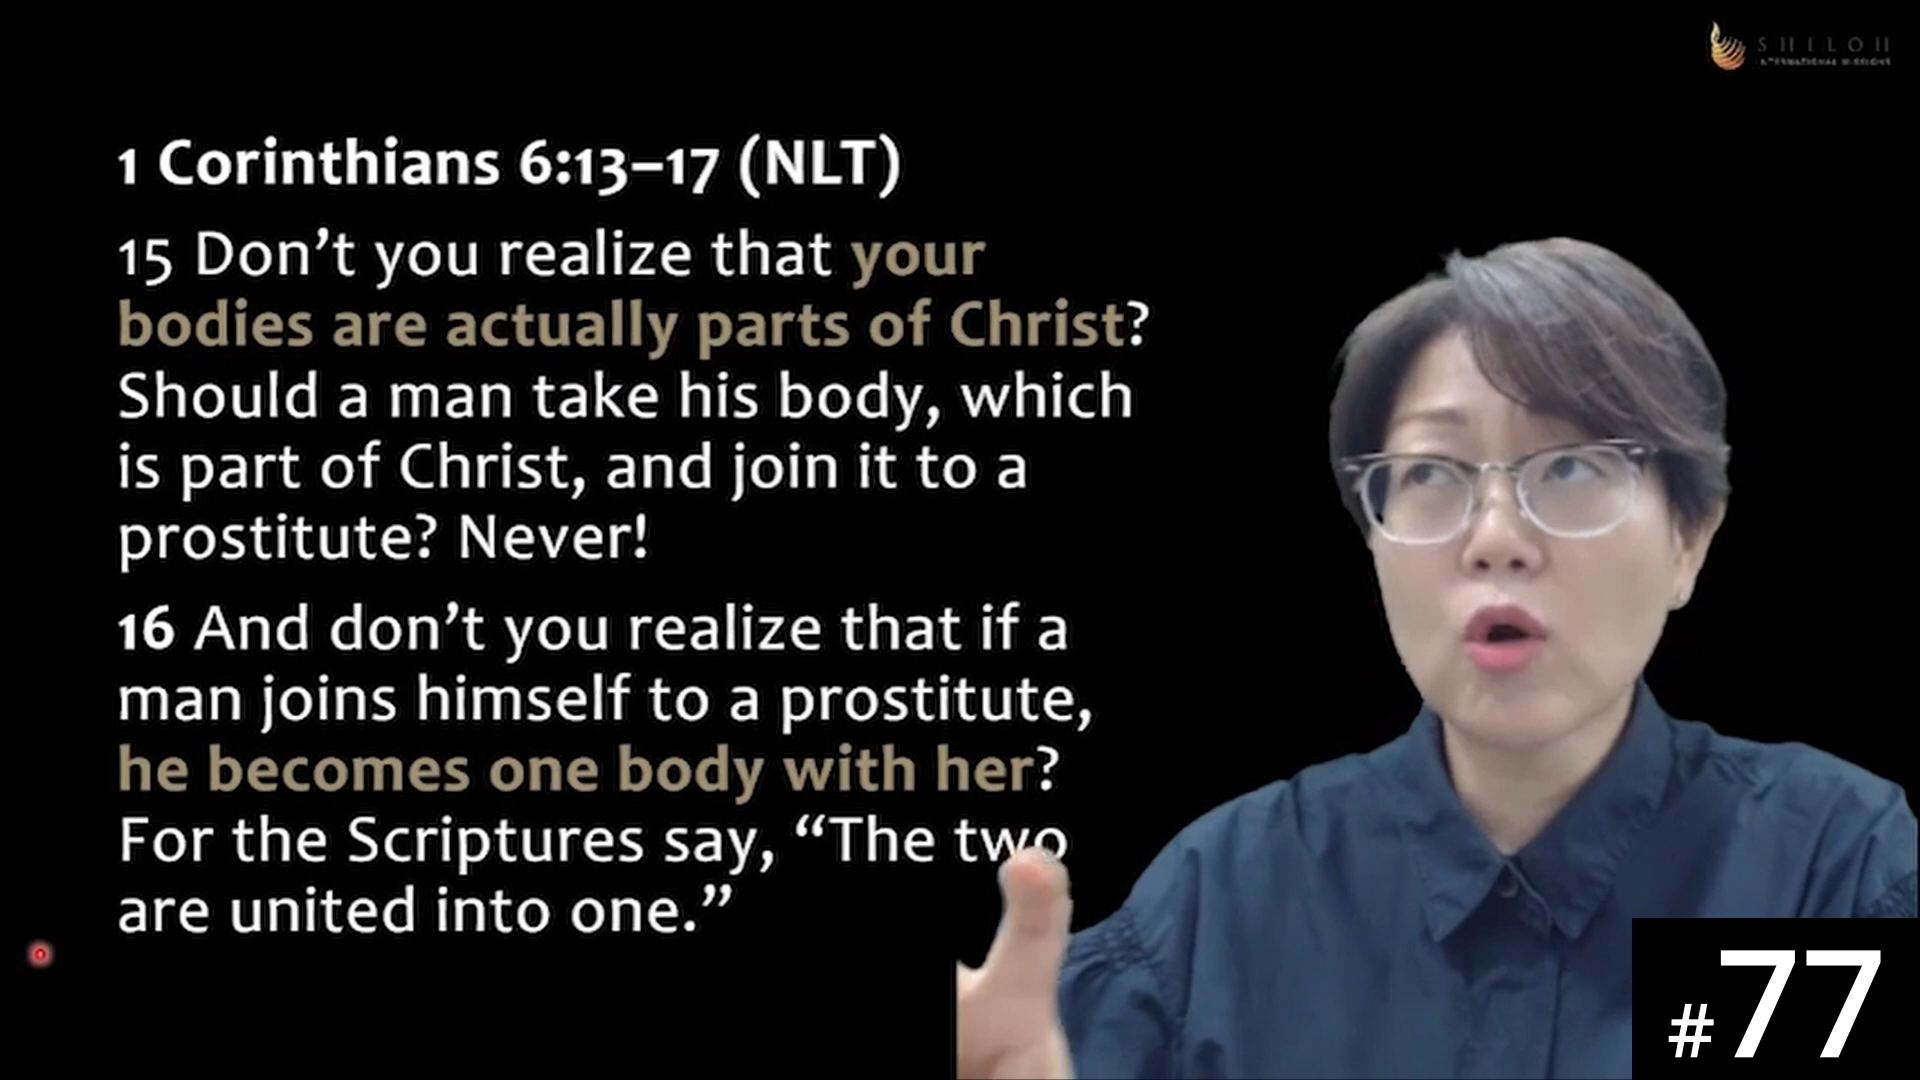 SHILOH
INTERNATIONAL MISSIONS
1 Corinthians 6:13–17 (NLT)
15 Don’t you realize that your
bodies are actually parts of Christ?
Should a man take his body, which
is part of Christ, and join it to a
prostitute? Never!
16 And don’t you realize that if a
man joins himself to a prostitute,
he becomes one body with her?
For the Scriptures say, “The two
are united into one.”
#77